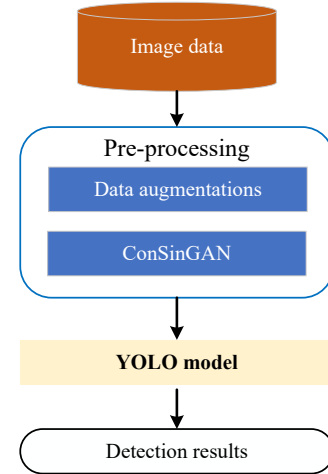 Image data
Pre-processing
Data augmentations
ConSinGAN
YOLO model
Detection results